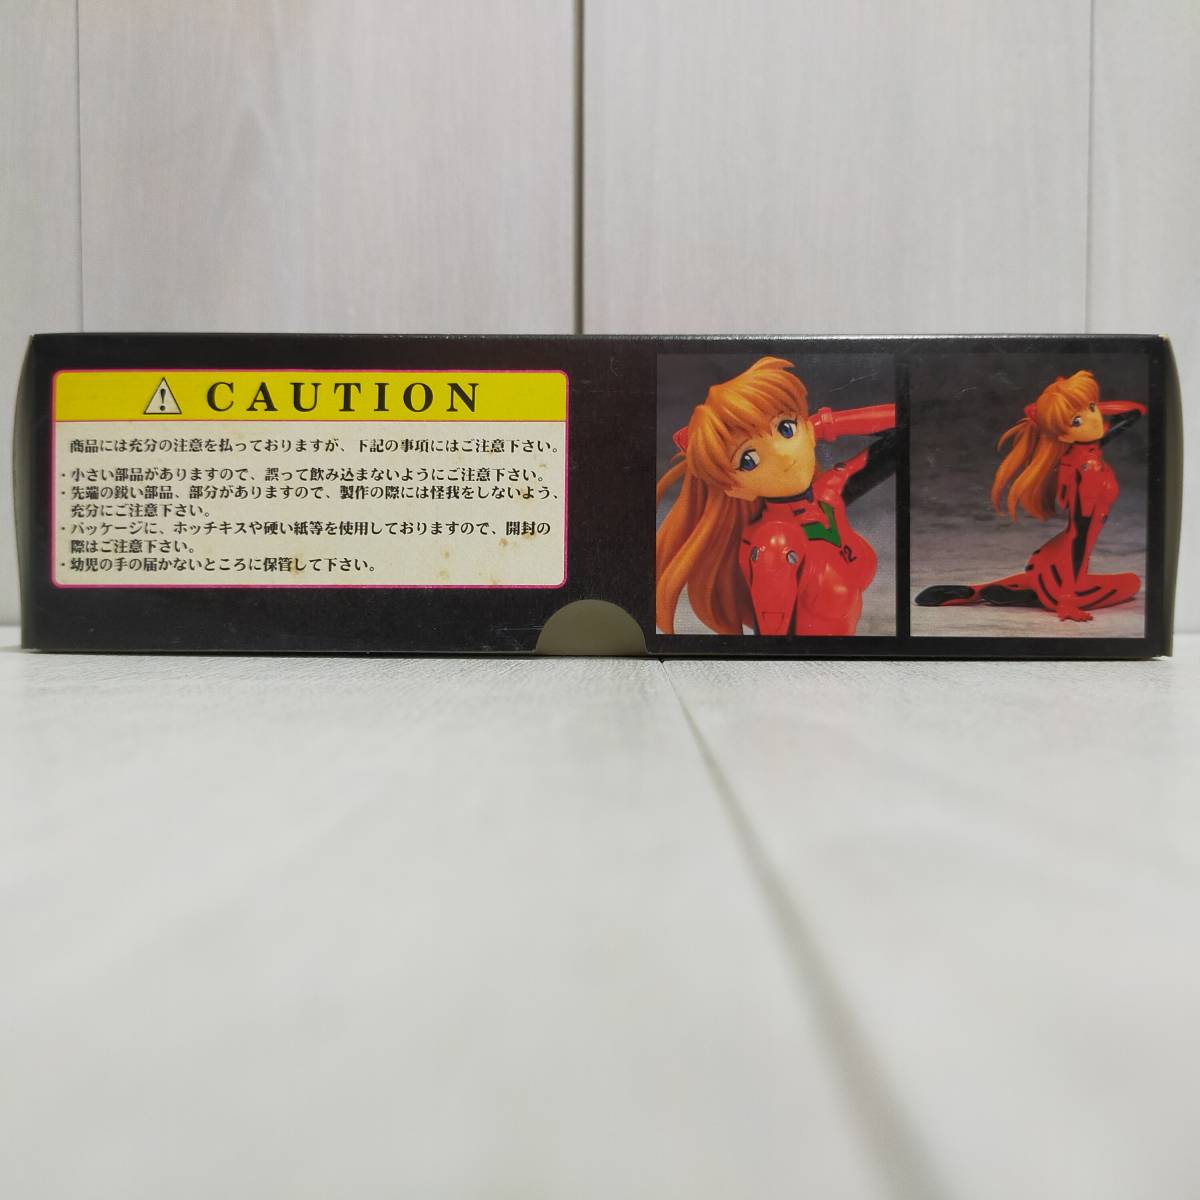 CAUTION
商品には充分の注意を払っておりますが、下記の事項にはご注意下さい。
・小さい部品がありますので、誤って飲み込まないようにご注意下さい。
・先端の鋭い部品、部分がありますので、製作の際には怪我をしないよう、
充分にご注意下さい。
・パッケージに、ホッチキスや硬い紙等を使用しておりますので、開封の
際はご注意下さい。
・幼児の手の届かないところに保管して下さい。
02